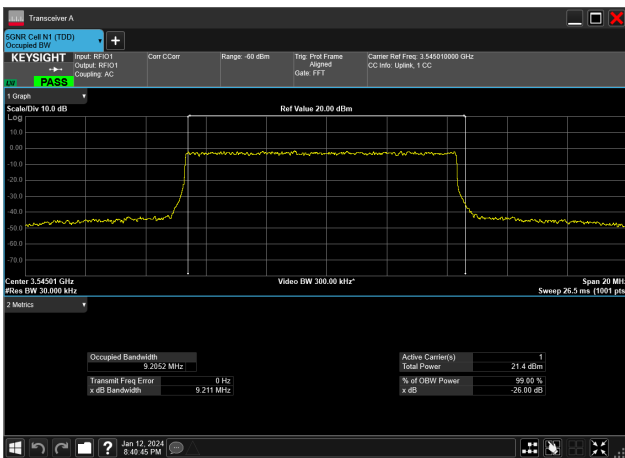 Transceiver A
5GNR Cell N1 (TDD)
Occupied BW
KEYSIGHT
Input: RFIO1
Output: RFIO1
Coupling: AC
Corr CCorr
Range: -60 dBm
Trig: Prot Frame
Aligned
Gate: FFT
Carrier Ref Freq: 3.545010000 GHz
CC Info: Uplink, 1 CC
PASS
1 Graph
Scale/Div 10.0 dB
Ref Value 20.00 dBm
Log
10.0
0.00
-10.0
-20.0
-30.0
-40.0
-50.0
-60.0
-70.0
Center 3.54501 GHz
#Res BW 30.000 kHz
Video BW 300.00 kHz*
Span 20 MHz
Sweep 26.5 ms (1001 pts
2 Metrics
Occupied Bandwidth
9.2052 MHz
Transmit Freq Error 0 Hz
x dB Bandwidth 9.211 MHz
Active Carrier(s) 1
Total Power 21.4 dBm
% of OBW Power 99.00 %
x dB -26.00 dB
?
Jan 12, 2024
8:40:45 PM